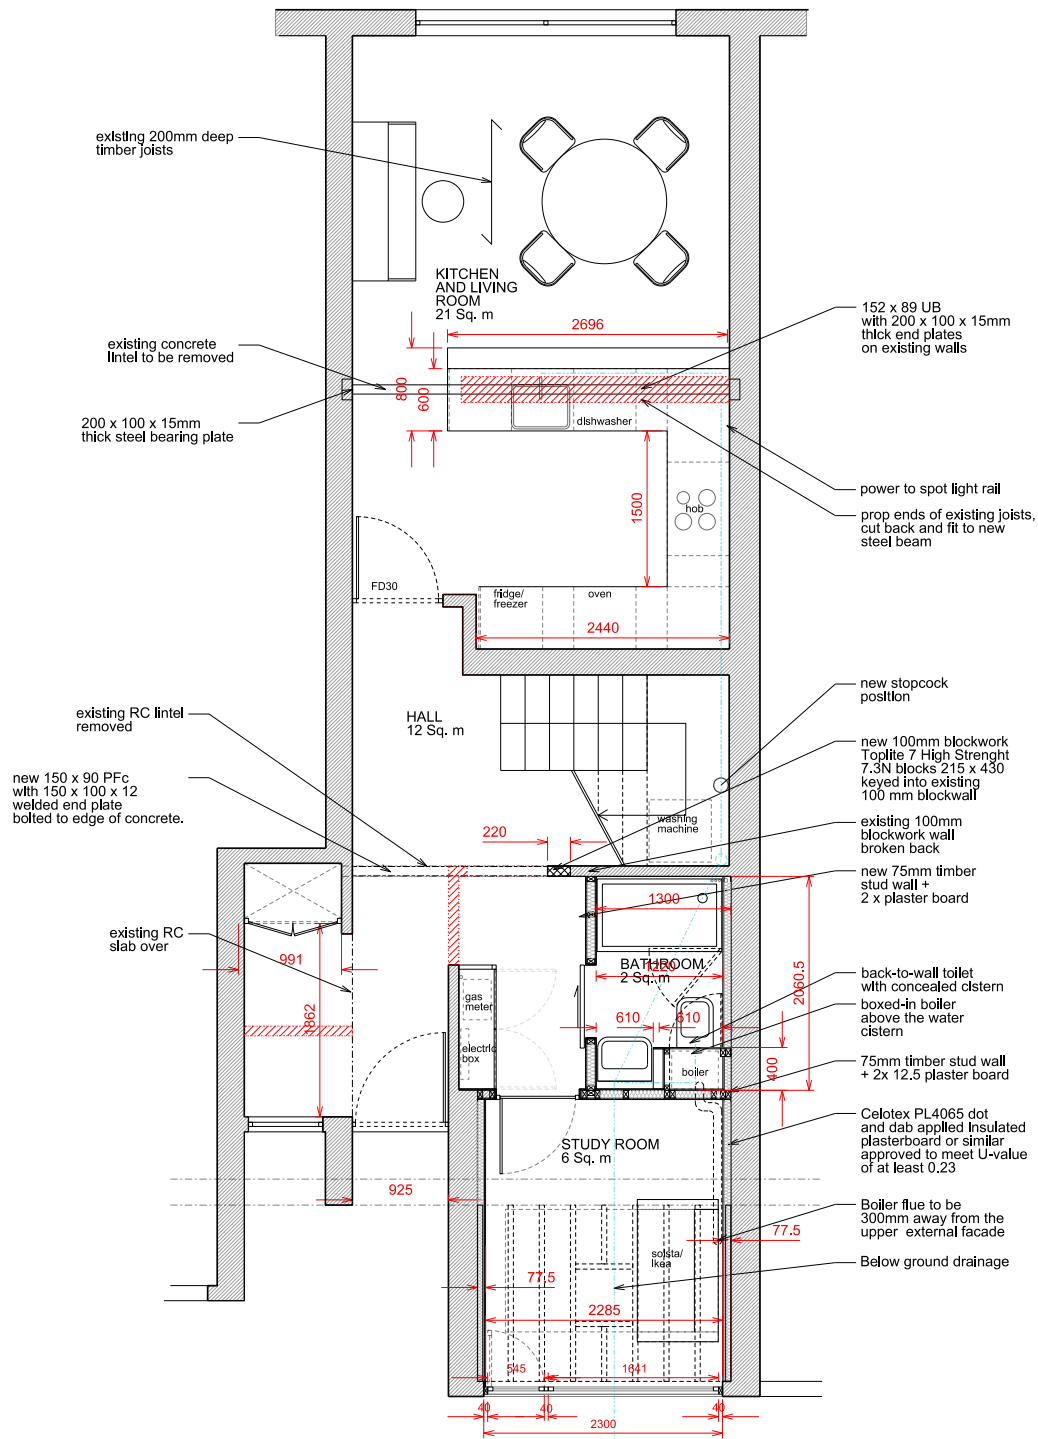 existing 200mm deep
timber joists
KITCHEN
AND LIVING
ROOM
21 Sq. m
2696
152 x 89 UB
with 200 x 100 x 15mm
thick end plates
on existing walls
existing concrete
lintel to be removed
800
600
200 x 100 x 15mm
thick steel bearing plate
dishwasher
power to spot light rail
1500
hob
prop ends of existing joists,
cut back and fit to new
steel beam
FD30
fridge/
freezer
oven
2440
new stopcock
position
existing RC lintel
removed
HALL
12 Sq. m
new 100mm blockwork
Toplite 7 High Strenght
7.3N blocks 215 x 430
keyed into existing
100 mm blockwall
new 150 x 90 PFc
with 150 x 100 x 12
welded end plate
bolted to edge of concrete.
220
washing
machine
existing 100mm
blockwork wall
broken back
new 75mm timber
stud wall +
2 x plaster board
1300
existing RC
slab over
991
1862
BATHROOM
2 Sq. m
1220
2060.5
back-to-wall toilet
with concealed cistern
gas
meter
610
610
boxed-in boiler
above the water
cistern
electric
box
boiler
400
75mm timber stud wall
+ 2x 12.5 plaster board
Celotex PL4065 dot
and dab applied insulated
plasterboard or similar
approved to meet U-value
of at least 0.23
STUDY ROOM
6 Sq. m
925
Boiler flue to be
300mm away from the
upper external facade
77.5
solsta/
Ikea
Below ground drainage
77.5
2285
545
1641
40
40
40
2300